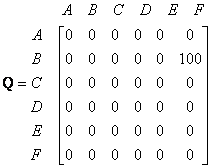 A B C D E F
A 0 0 0 0 0 0
B 0 0 0 0 0 100
Q = C 0 0 0 0 0 0
D 0 0 0 0 0 0
E 0 0 0 0 0 0
F 0 0 0 0 0 0